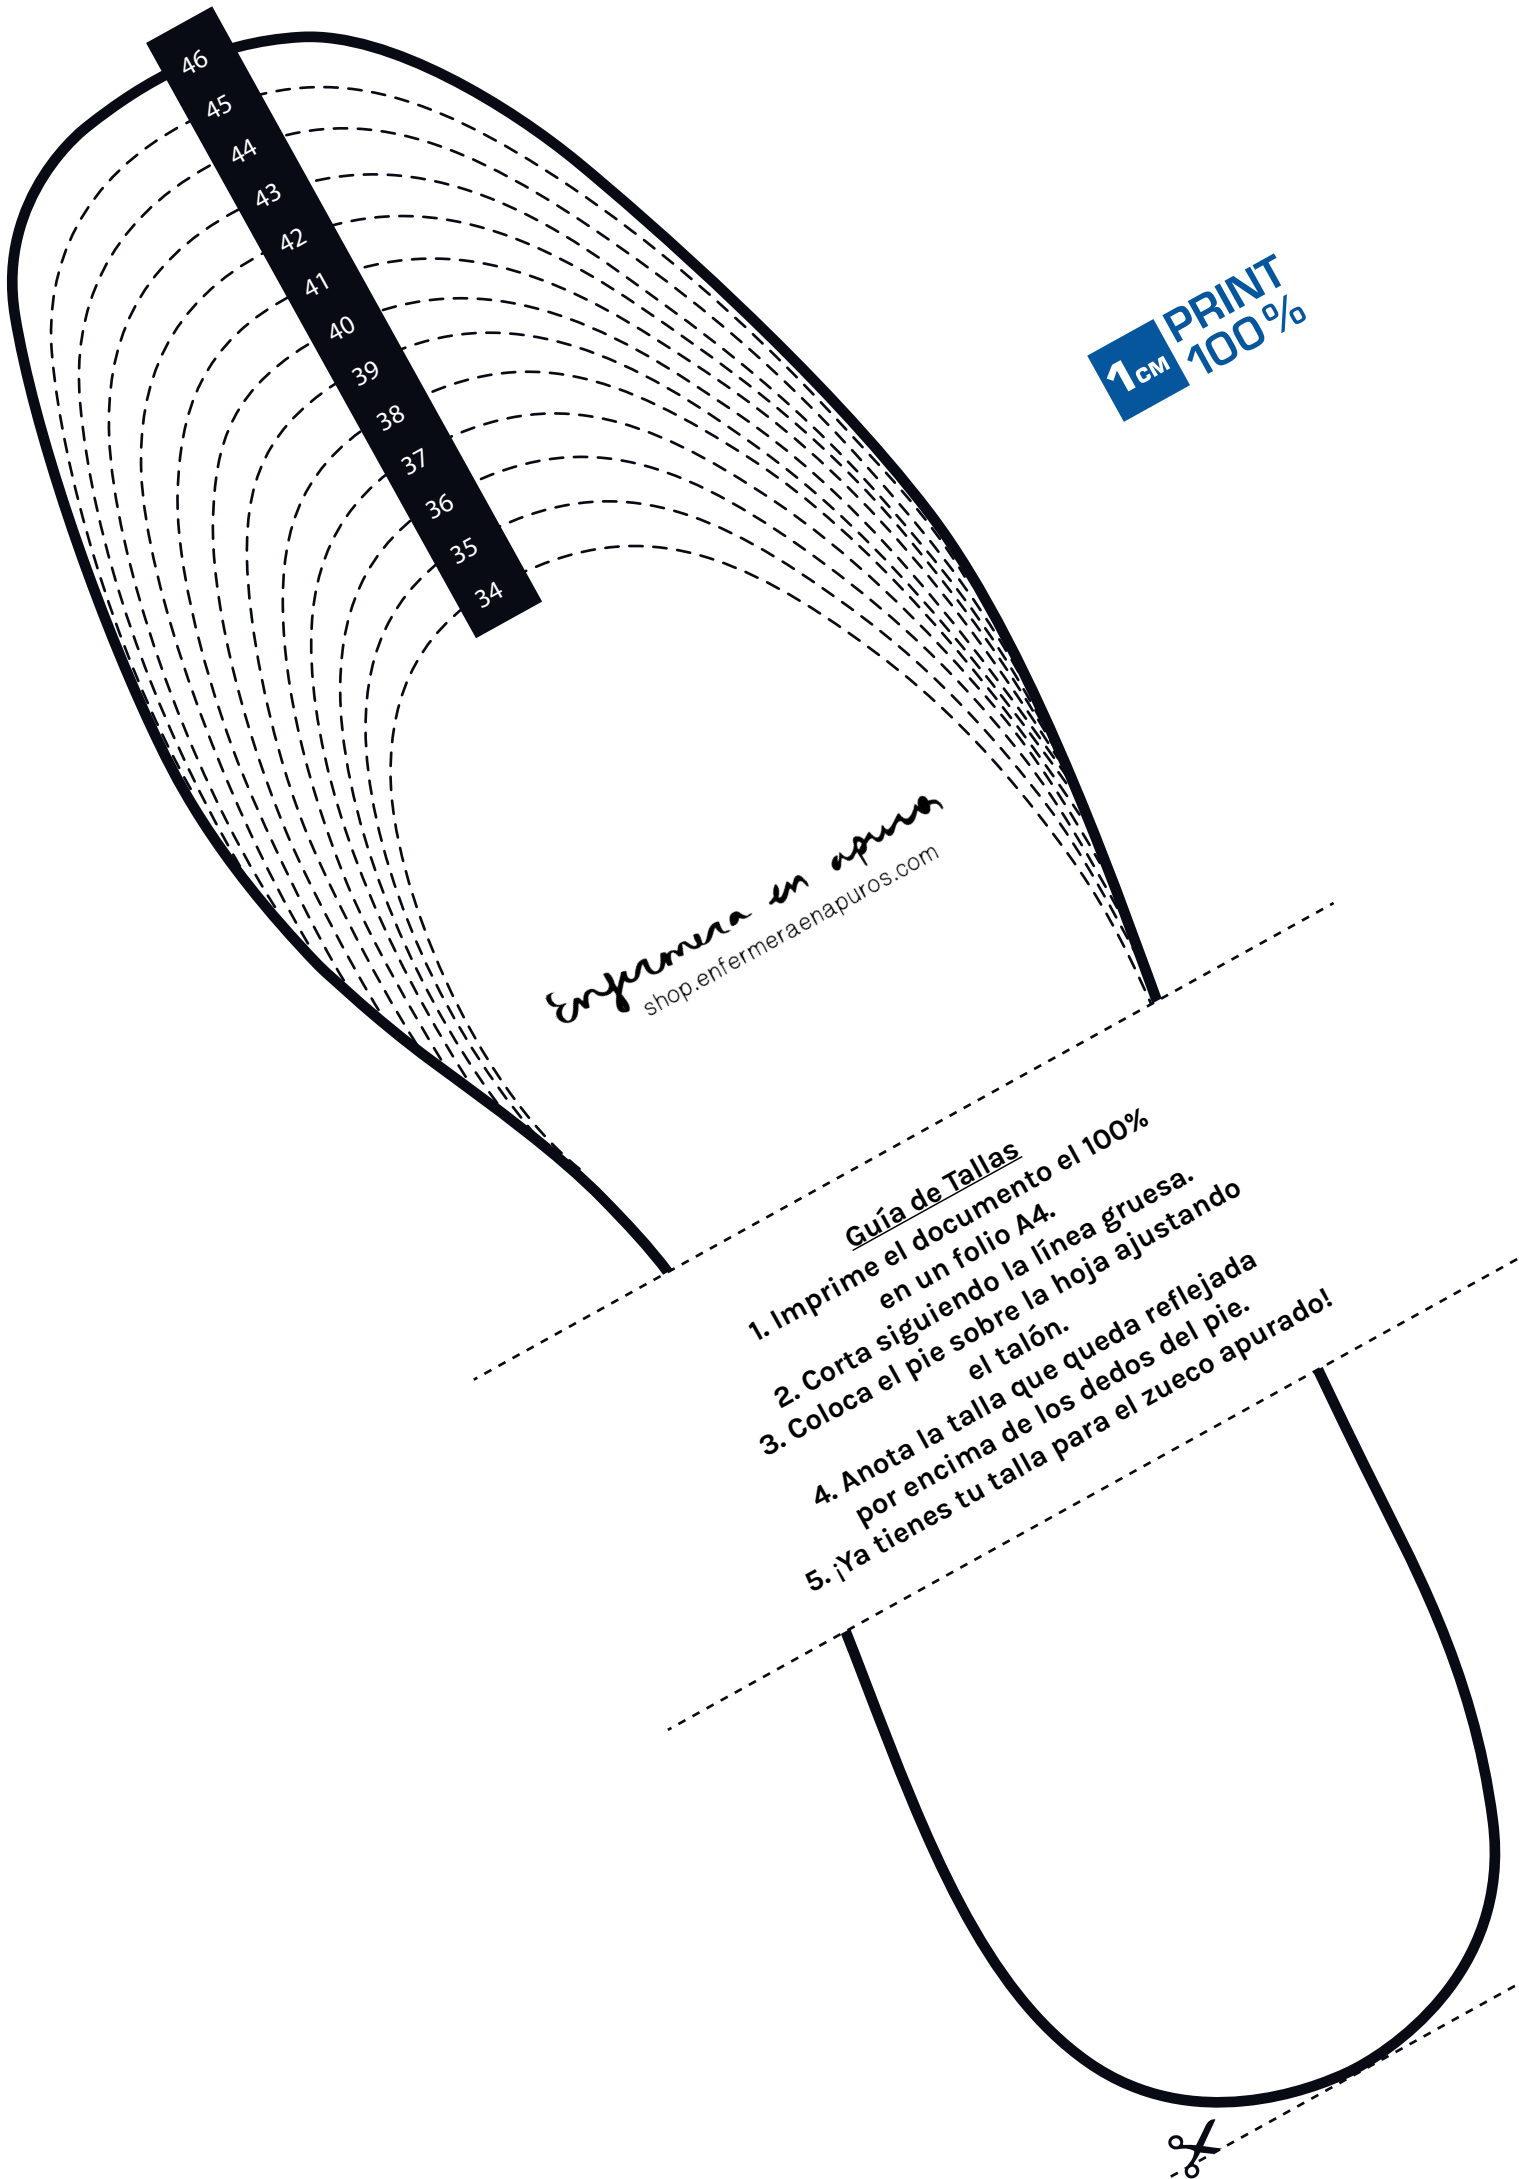 46
45
44
43
42
41
40
39
38
37
36
35
34
1CM
PRINT
100%
Enfermera en apuros
shop.enfermeraenapuros.com
Guía de Tallas
1. Imprime el documento el 100%
en un folio A4.
2. Corta siguiendo la línea gruesa.
3. Coloca el pie sobre la hoja ajustando
el talón.
4. Anota la talla que queda reflejada
por encima de los dedos del pie.
5. ¡Ya tienes tu talla para el zueco apurado!